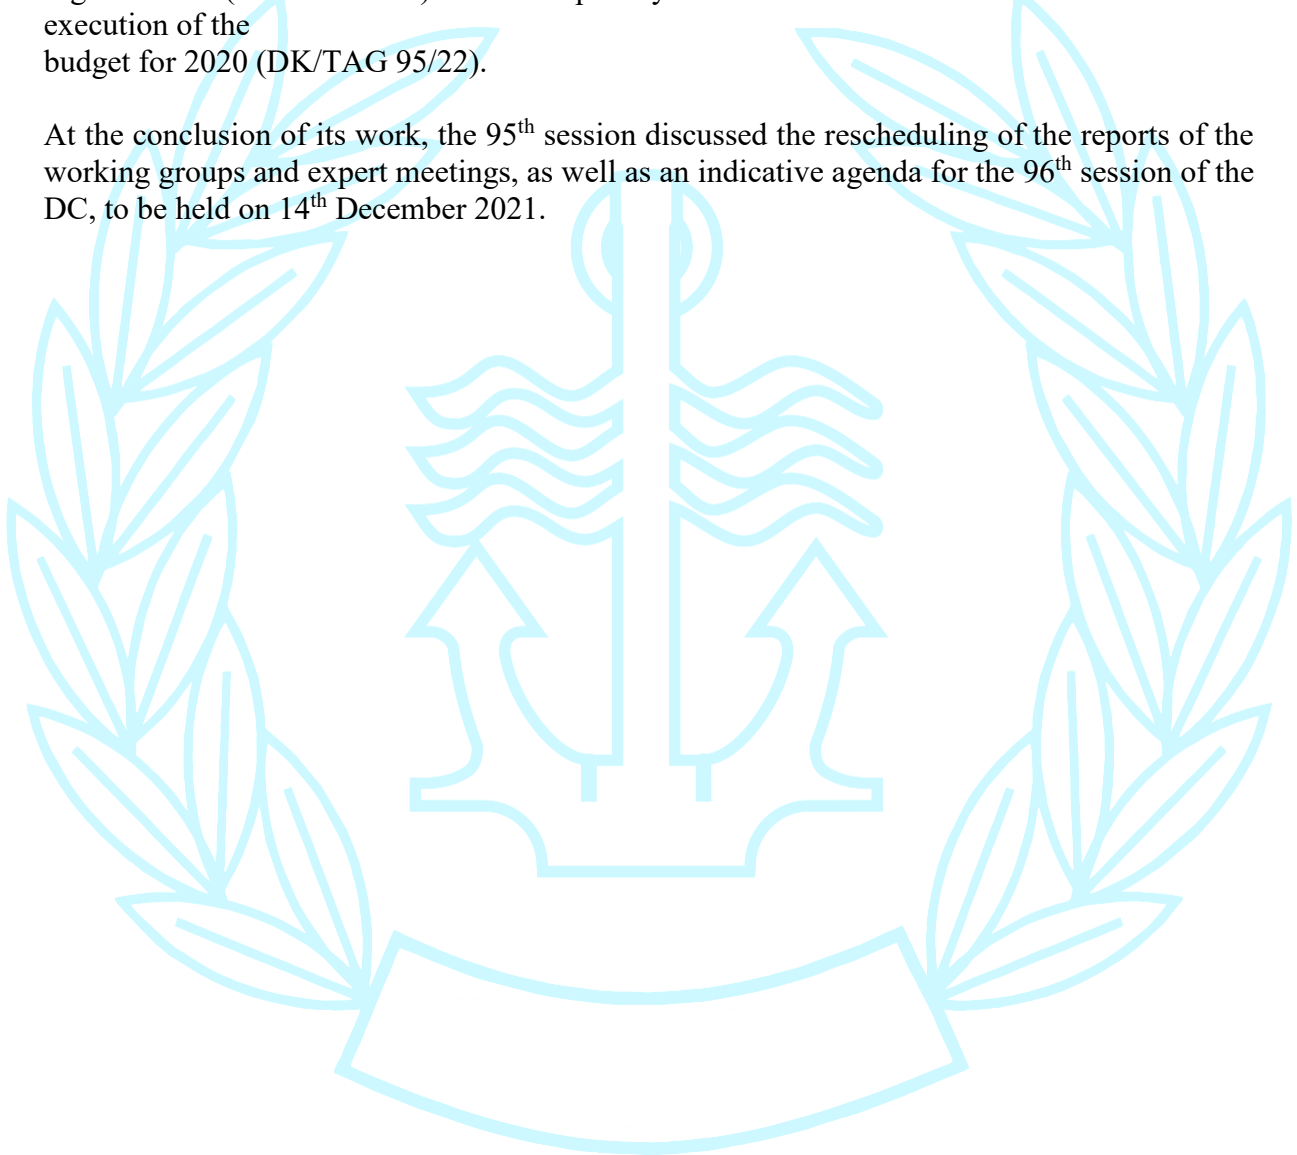 execution of the
budget for 2020 (DK/TAG 95/22).
At the conclusion of its work, the 95th session discussed the rescheduling of the reports of the
working groups and expert meetings, as well as an indicative agenda for the 96th session of the
DC, to be held on 14th December 2021.